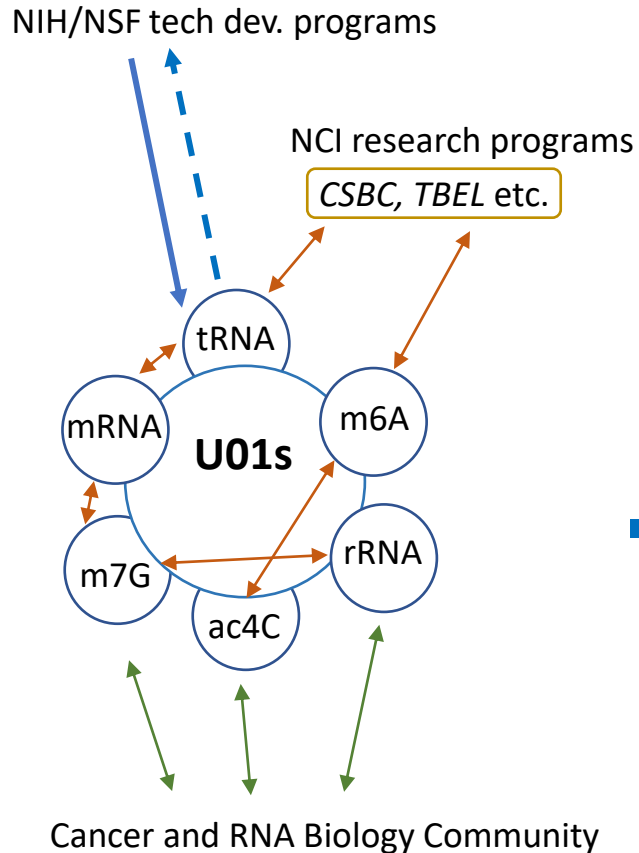 NIH/NSF tech dev. programs
NCI research programs
CSBC, TBEL etc.
tRNA
mRNA
m6A
U01s
rRNA
m7G
ac4C
Cancer and RNA Biology Community